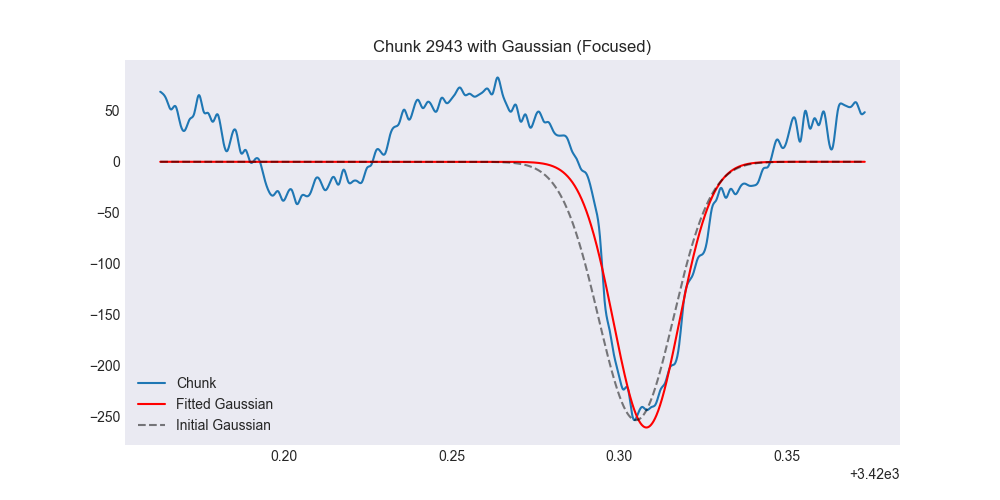 Chunk 2943 with Gaussian (Focused)
50
0
−50
−100
−150
−200
−250
Chunk
Fitted Gaussian
Initial Gaussian
0.20 0.25 0.30 0.35
+3.42e3